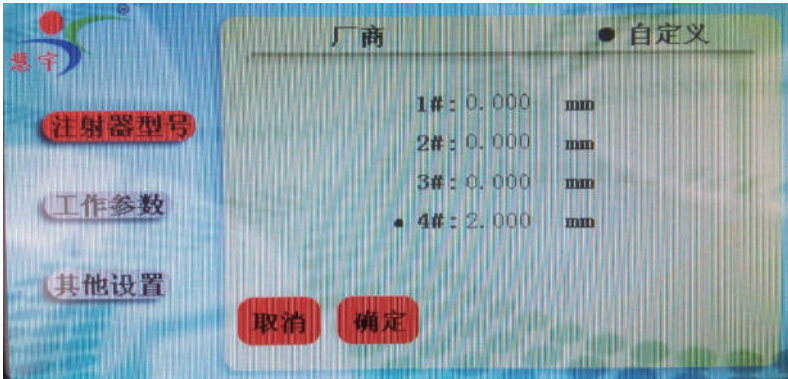 慧宇®
厂商 ● 自定义
注射器型号
1#: 0.000 mm
2#: 0.000 mm
工作参数
3#: 0.000 mm
● 4#: 2.000 mm
其他设置
取消 确定